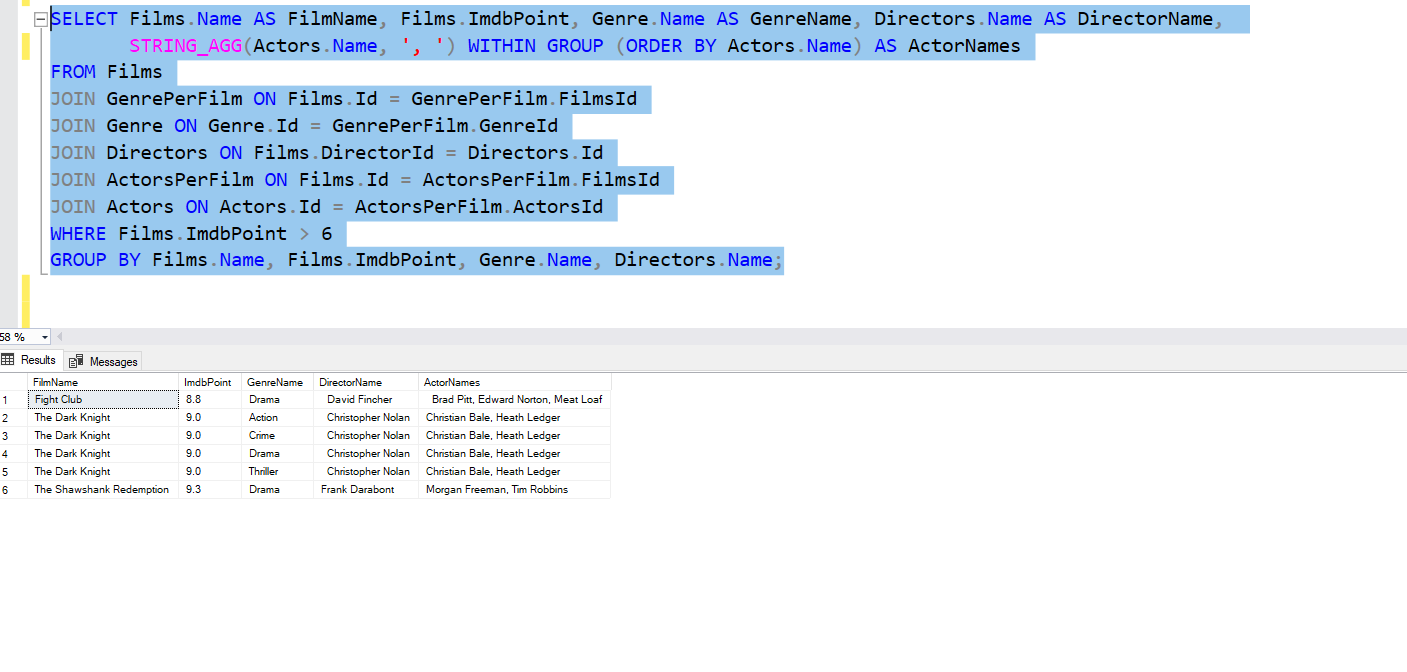 SELECT Films.Name AS FilmName, Films.ImdbPoint, Genre.Name AS GenreName, Directors.Name AS DirectorName,
STRING_AGG(Actors.Name, ', ') WITHIN GROUP (ORDER BY Actors.Name) AS ActorNames
FROM Films
JOIN GenrePerFilm ON Films.Id = GenrePerFilm.FilmsId
JOIN Genre ON Genre.Id = GenrePerFilm.GenreId
JOIN Directors ON Films.DirectorId = Directors.Id
JOIN ActorsPerFilm ON Films.Id = ActorsPerFilm.FilmsId
JOIN Actors ON Actors.Id = ActorsPerFilm.ActorsId
WHERE Films.ImdbPoint > 6
GROUP BY Films.Name, Films.ImdbPoint, Genre.Name, Directors.Name;
58 %
Results Messages
FilmName ImdbPoint GenreName DirectorName ActorNames
1 Fight Club 8.8 Drama David Fincher Brad Pitt, Edward Norton, Meat Loaf
2 The Dark Knight 9.0 Action Christopher Nolan Christian Bale, Heath Ledger
3 The Dark Knight 9.0 Crime Christopher Nolan Christian Bale, Heath Ledger
4 The Dark Knight 9.0 Drama Christopher Nolan Christian Bale, Heath Ledger
5 The Dark Knight 9.0 Thriller Christopher Nolan Christian Bale, Heath Ledger
6 The Shawshank Redemption 9.3 Drama Frank Darabont Morgan Freeman, Tim Robbins